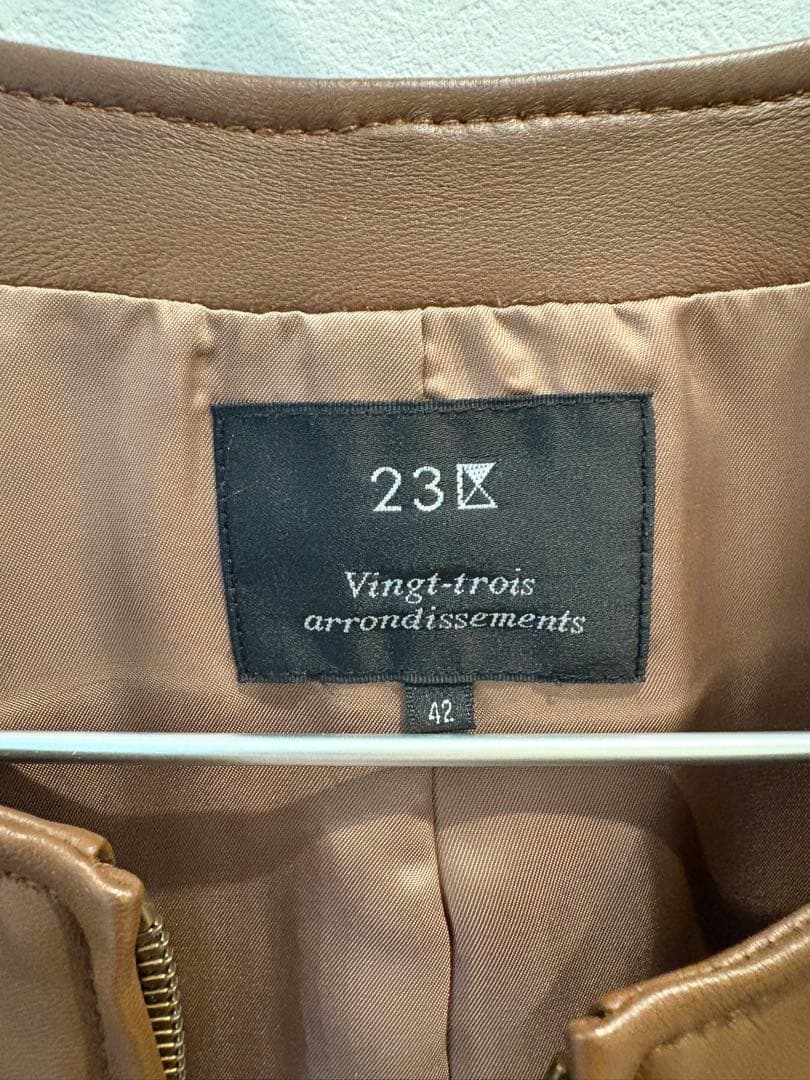 23区
Vingt-trois
arrondissements
42